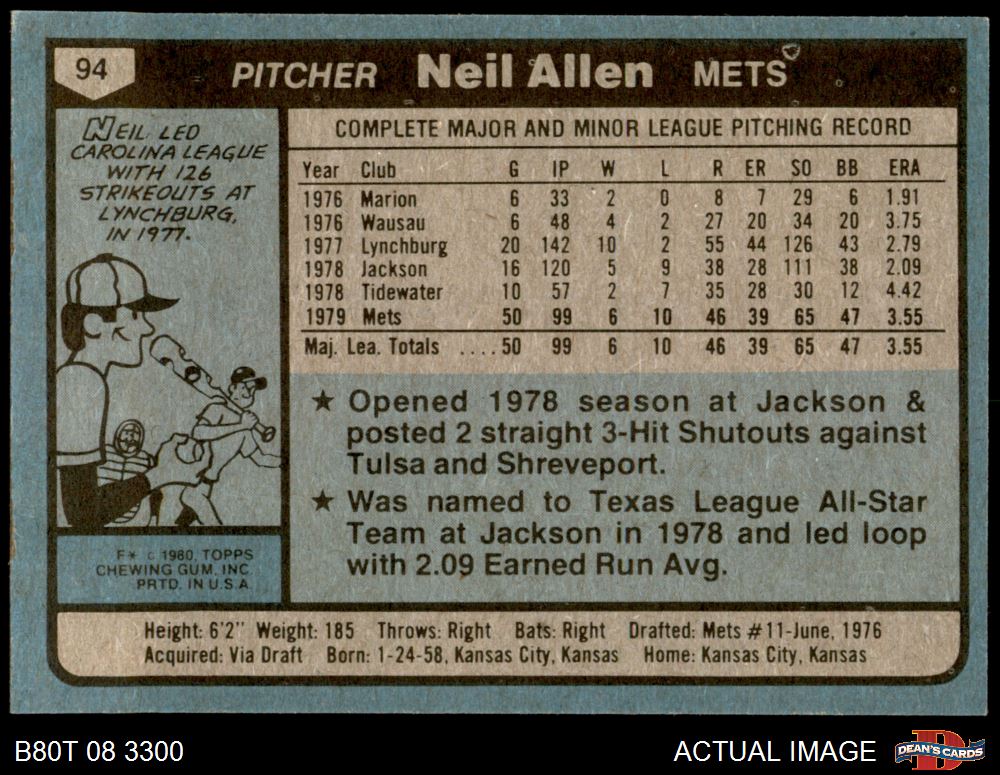 94 PITCHER Neil Allen METS
NEIL LED
CAROLINA LEAGUE
WITH 126
STRIKEOUTS AT
LYNCHBURG,
IN 1977.
COMPLETE MAJOR AND MINOR LEAGUE PITCHING RECORD
Year Club G IP W L R ER SO BB ERA
1976 Marion 6 33 2 0 8 7 29 6 1.91
1976 Wausau 6 48 4 2 27 20 34 20 3.75
1977 Lynchburg 20 142 10 2 55 44 126 43 2.79
1978 Jackson 16 120 5 9 38 28 111 38 2.09
1978 Tidewater 10 57 2 7 35 28 30 12 4.42
1979 Mets 50 99 6 10 46 39 65 47 3.55
Maj. Lea. Totals ....50 99 6 10 46 39 65 47 3.55
★ Opened 1978 season at Jackson &
posted 2 straight 3-Hit Shutouts against
Tulsa and Shreveport.
★ Was named to Texas League All-Star
Team at Jackson in 1978 and led loop
with 2.09 Earned Run Avg.
F* © 1980, TOPPS
CHEWING GUM, INC
PRTD. IN U.S.A.
Height: 6'2" Weight: 185 Throws: Right Bats: Right Drafted: Mets #11-June, 1976
Acquired: Via Draft Born: 1-24-58, Kansas City, Kansas Home: Kansas City, Kansas
B80T 08 3300
ACTUAL IMAGE
DEAN'S CARDS